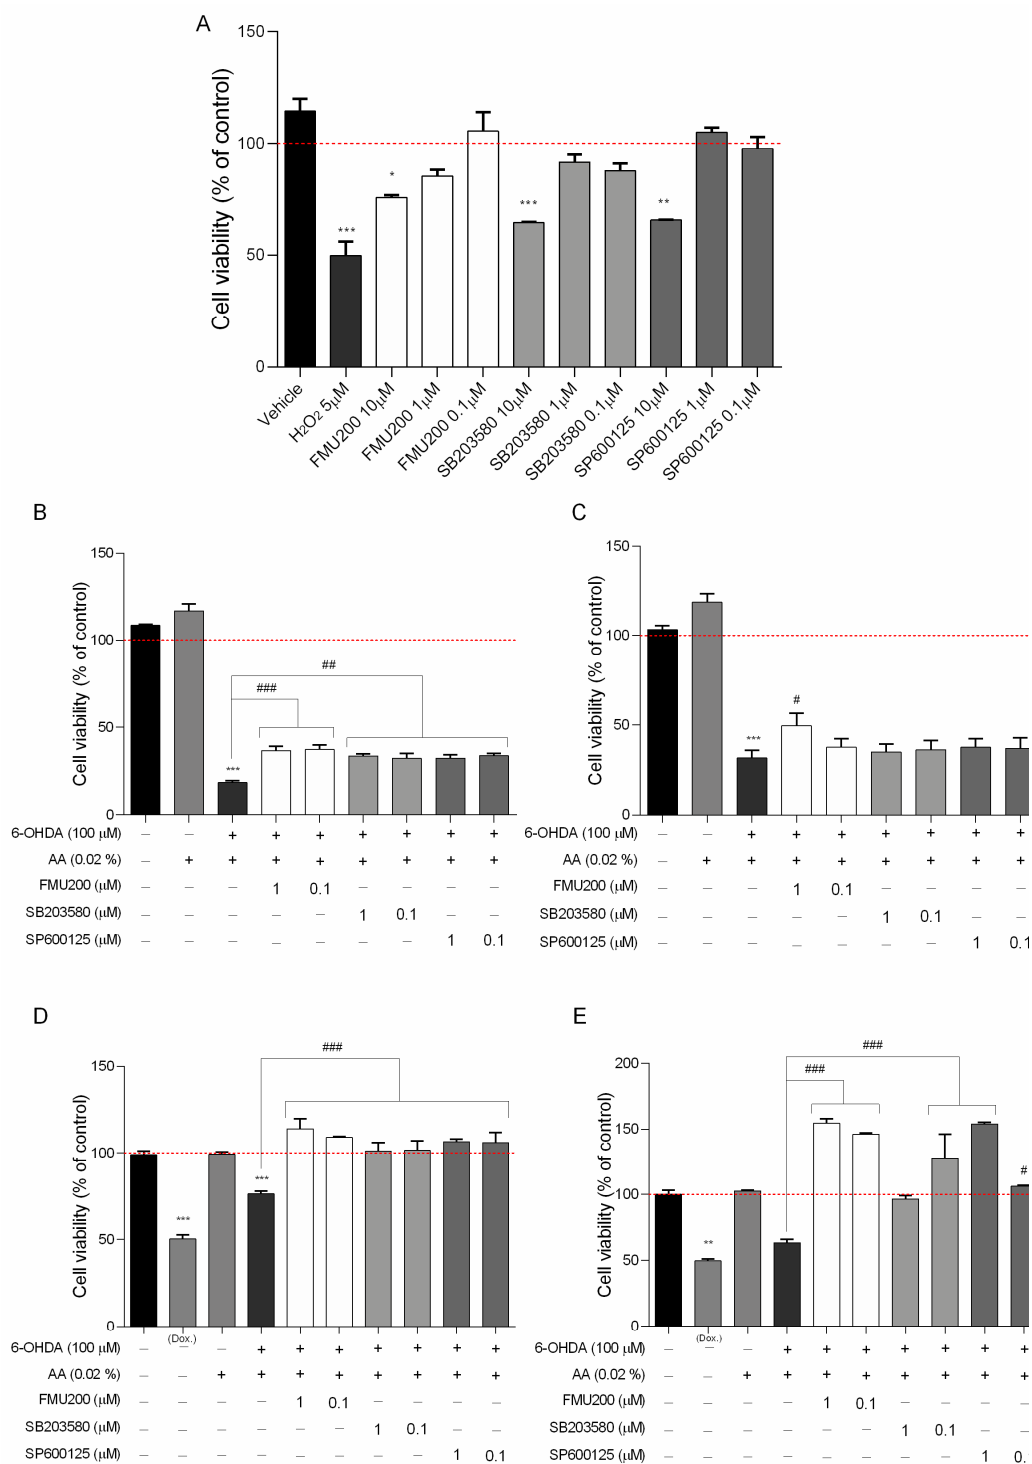 A
150
100
50
0
Cell viability (% of control)
***
*
***
**
Vehicle
H2O2 5μM
FMU200 10μM
FMU200 1μM
FMU200 0.1μM
SB203580 10μM
SB203580 1μM
SB203580 0.1μM
SP600125 10μM
SP600125 1μM
SP600125 0.1μM
B
150
100
50
0
Cell viability (% of control)
##
###
***
6-OHDA (100 μM) – – + + + + + + +
AA (0.02 %) – + + + + + + + +
FMU200 (μM) – – – 1 0.1 – – – –
SB203580 (μM) – – – – – 1 0.1 – –
SP600125 (μM) – – – – – – – 1 0.1
C
150
100
50
0
Cell viability (% of control)
***
#
6-OHDA (100 μM) – – + + + + + + +
AA (0.02 %) – + + + + + + + +
FMU200 (μM) – – – 1 0.1 – – – –
SB203580 (μM) – – – – – 1 0.1 – –
SP600125 (μM) – – – – – – – 1 0.1
D
150
100
50
0
Cell viability (% of control)
###
***
***
(Dox.)
6-OHDA (100 μM) – – – + + + + + + +
AA (0.02 %) – – + + + + + + + +
FMU200 (μM) – – – – 1 0.1 – – – –
SB203580 (μM) – – – – – – 1 0.1 – –
SP600125 (μM) – – – – – – – – 1 0.1
E
200
150
100
50
0
Cell viability (% of control)
###
###
**
#
(Dox.)
6-OHDA (100 μM) – – – + + + + + + +
AA (0.02 %) – – + + + + + + + +
FMU200 (μM) – – – – 1 0.1 – – – –
SB203580 (μM) – – – – – – 1 0.1 – –
SP600125 (μM) – – – – – – – – 1 0.